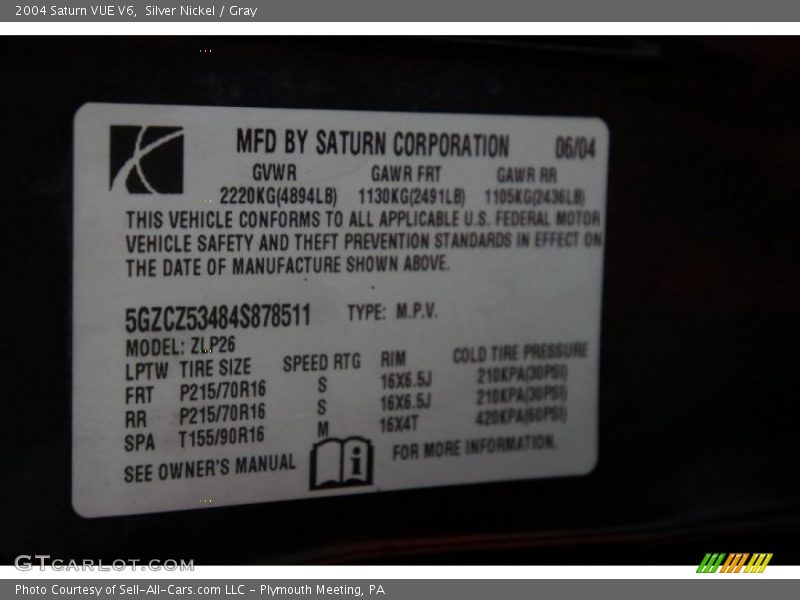 2004 Saturn VUE V6, Silver Nickel / Gray
MFD BY SATURN CORPORATION 06/04
GVWR GAWR FRT GAWR RR
2220KG(4894LB) 1130KG(2491LB) 1105KG(2436LB)
THIS VEHICLE CONFORMS TO ALL APPLICABLE U.S. FEDERAL MOTOR
VEHICLE SAFETY AND THEFT PREVENTION STANDARDS IN EFFECT ON
THE DATE OF MANUFACTURE SHOWN ABOVE.
5GZCZ53484S878511 TYPE: M.P.V.
MODEL: ZLP26
LPTW TIRE SIZE SPEED RTG RIM COLD TIRE PRESSURE
FRT P215/70R16 S 16X6.5J 210KPA(30PSI)
RR P215/70R16 S 16X6.5J 210KPA(30PSI)
SPA T155/90R16 M 16X4T 420KPA(60PSI)
SEE OWNER'S MANUAL i FOR MORE INFORMATION.
GTCARLOT.COM
Photo Courtesy of Sell-All-Cars.com LLC - Plymouth Meeting, PA